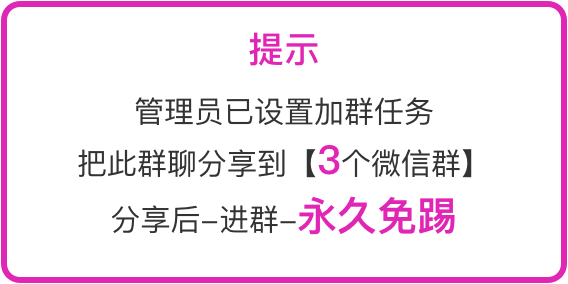 提示
管理员已设置加群任务
把此群聊分享到【3个微信群】
分享后–进群–永久免踢